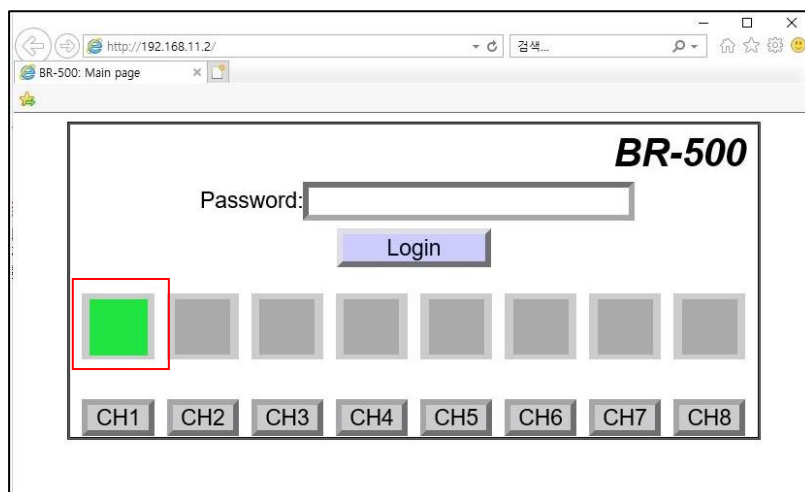 http://192.168.11.2/
검색...
BR-500: Main page
BR-500
Password:
Login
CH1 CH2 CH3 CH4 CH5 CH6 CH7 CH8